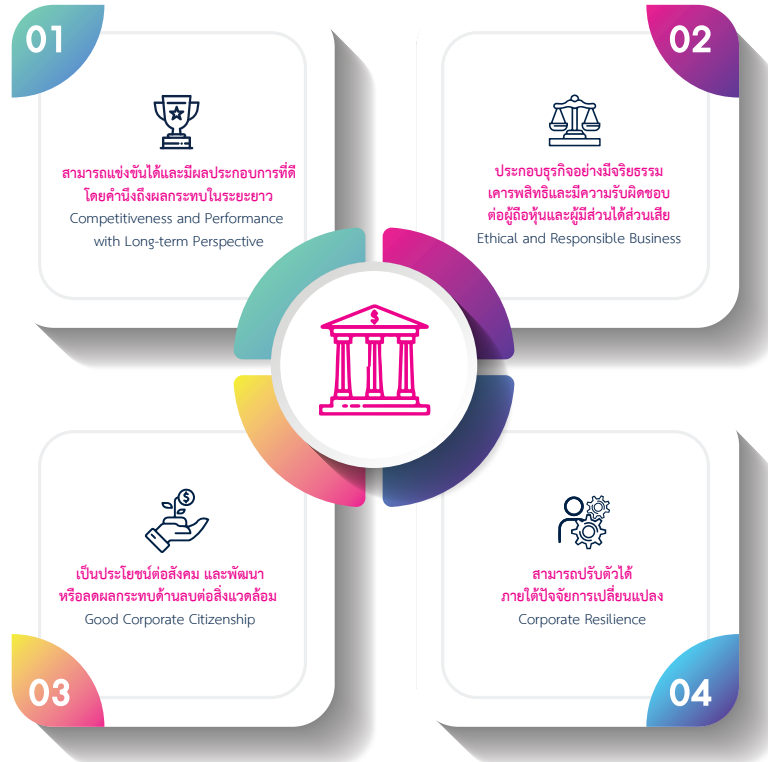 01
สามารถแข่งขันได้และมีผลประกอบการที่ดี
โดยคำนึงถึงผลกระทบในระยะยาว
Competitiveness and Performance
with Long-term Perspective
02
ประกอบธุรกิจอย่างมีจริยธรรม
เคารพสิทธิและมีความรับผิดชอบ
ต่อผู้ถือหุ้นและผู้มีส่วนได้ส่วนเสีย
Ethical and Responsible Business
$
$
เป็นประโยชน์ต่อสังคม และพัฒนา
หรือลดผลกระทบด้านลบต่อสิ่งแวดล้อม
Good Corporate Citizenship
03
สามารถปรับตัวได้
ภายใต้ปัจจัยการเปลี่ยนแปลง
Corporate Resilience
04